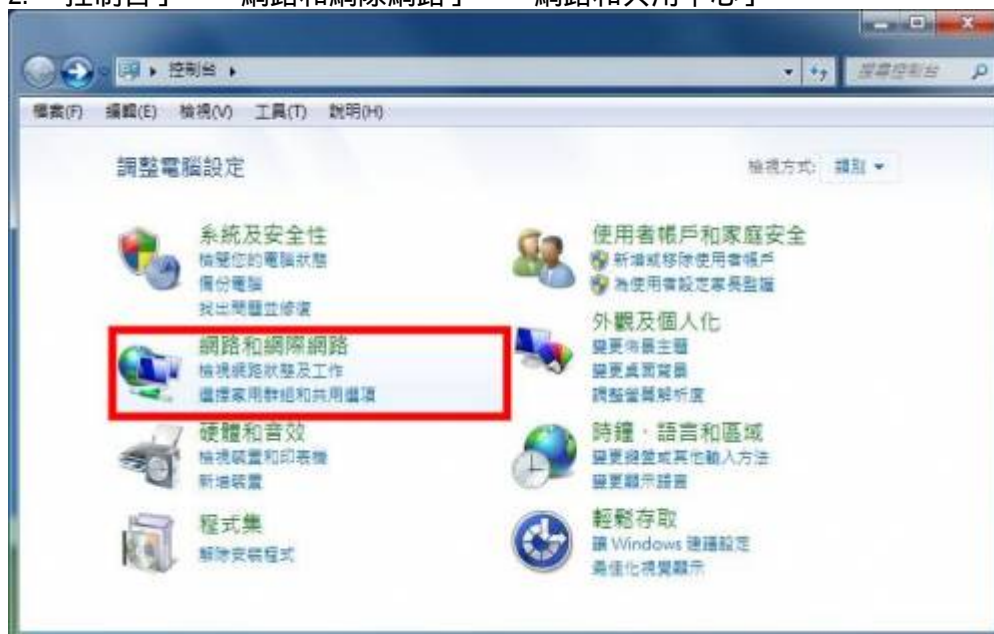 控制台
搜尋控制台
檔案(F) 編輯(E) 檢視(V) 工具(T) 說明(H)
調整電腦設定
檢視方式: 類別
系統及安全性
檢閱您的電腦狀態
備份電腦
找出問題並修復
網路和網際網路
檢視網路狀態及工作
選擇家用群組和共用選項
硬體和音效
檢視裝置和印表機
新增裝置
程式集
解除安裝程式
使用者帳戶和家庭安全
新增或移除使用者帳戶
為使用者設定家長監護
外觀及個人化
變更佈景主題
變更桌面背景
調整螢幕解析度
時鐘、語言和區域
變更鍵盤或其他輸入方法
變更顯示語言
輕鬆存取
讓 Windows 建議設定
最佳化視覺顯示